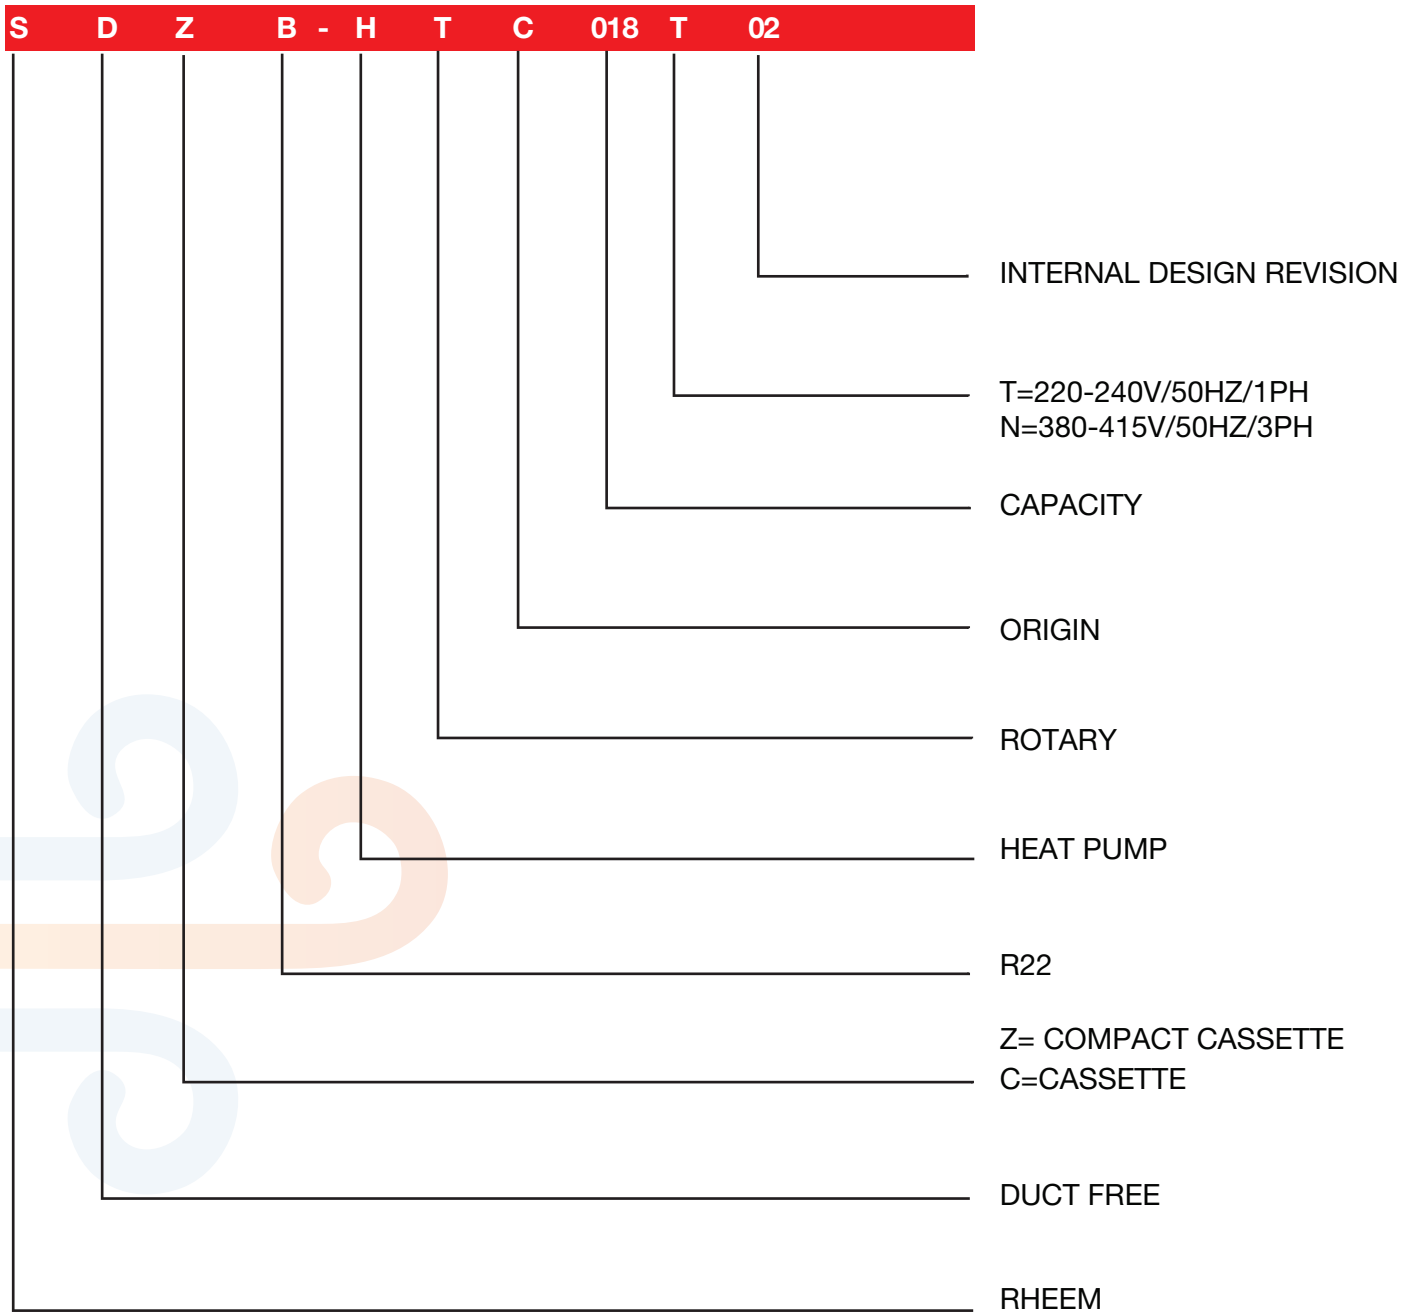 S D Z B - H T C 018 T 02
INTERNAL DESIGN REVISION
T=220-240V/50HZ/1PH
N=380-415V/50HZ/3PH
CAPACITY
ORIGIN
ROTARY
HEAT PUMP
R22
Z= COMPACT CASSETTE
C=CASSETTE
DUCT FREE
RHEEM